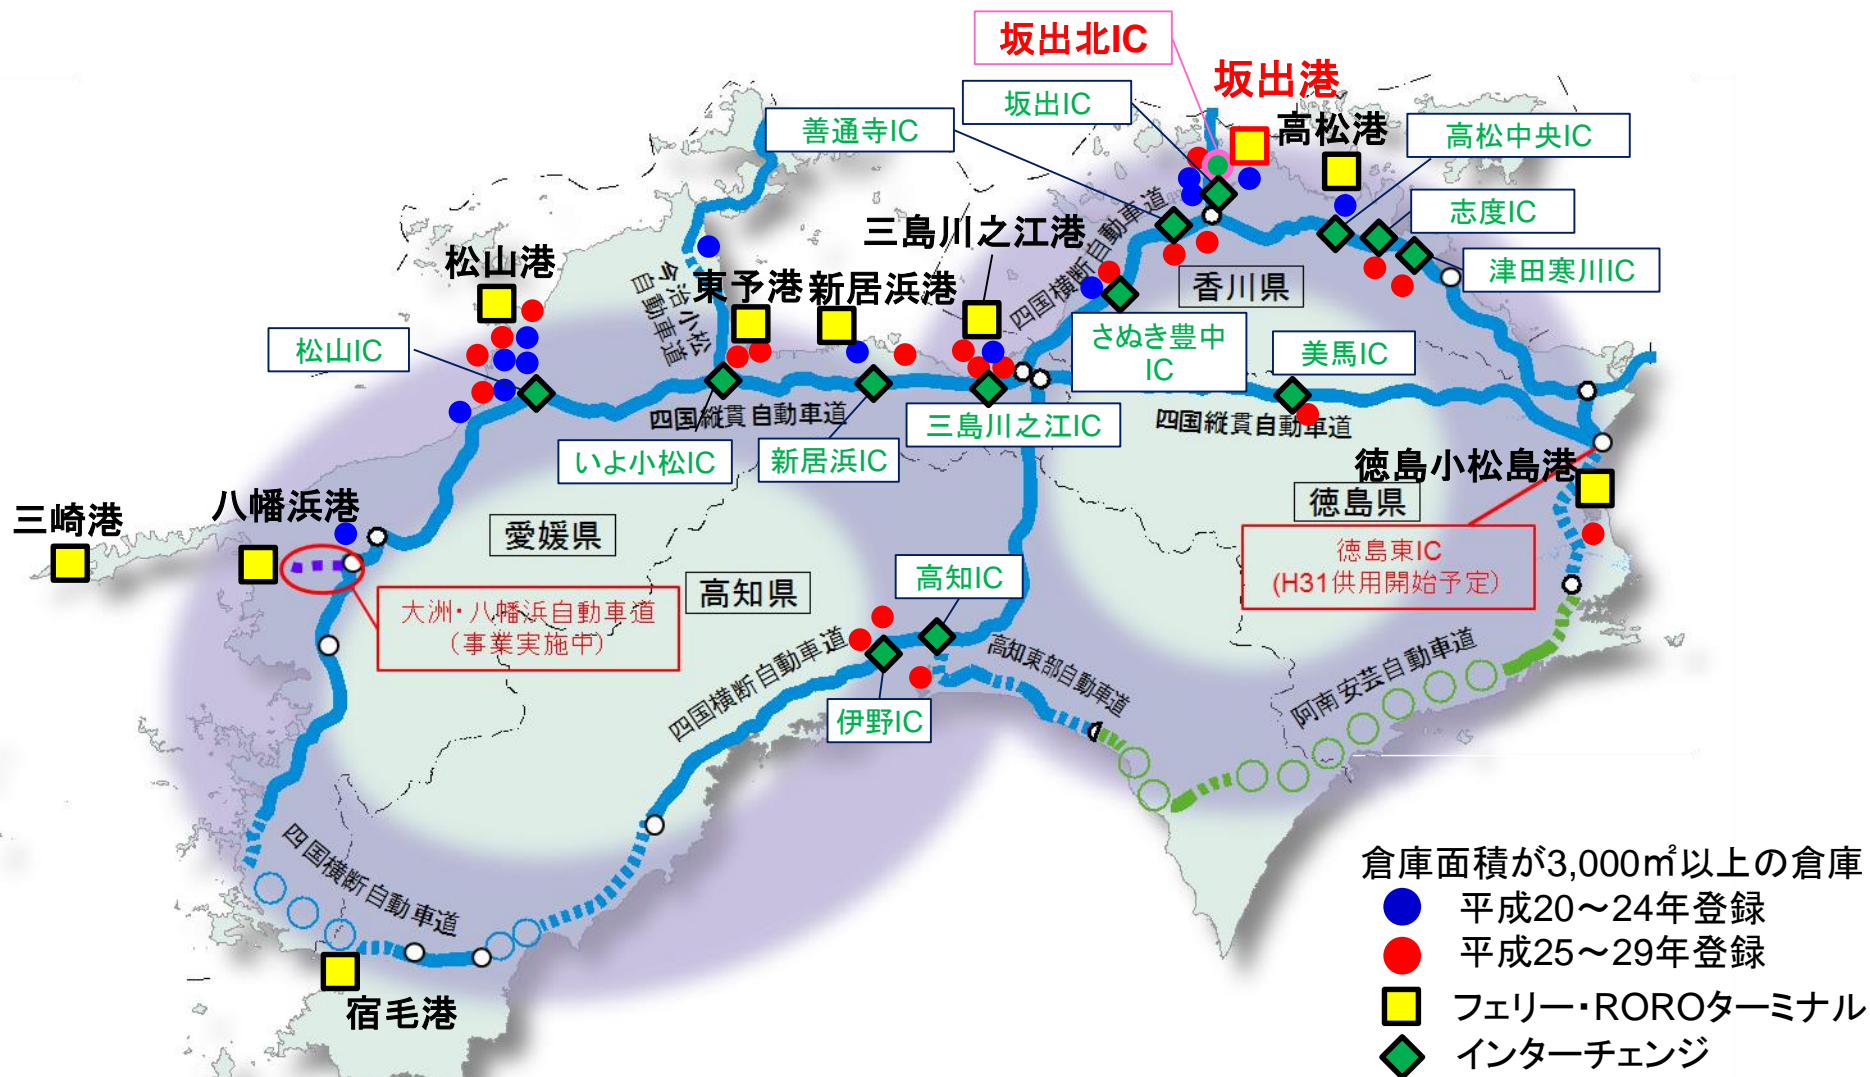 坂出北IC
坂出港
坂出IC
善通寺IC
高松港
高松中央IC
志度IC
津田寒川IC
四国横断自動車道
三島川之江港
香川県
松山港
今治小松
自動車道
東予港
新居浜港
松山IC
さぬき豊中
IC
美馬IC
四国縦貫自動車道
三島川之江IC
四国縦貫自動車道
いよ小松IC
新居浜IC
徳島小松島港
徳島県
三崎港
八幡浜港
愛媛県
徳島東IC
(H31供用開始予定)
高知県
高知IC
大洲・八幡浜自動車道
(事業実施中)
四国横断自動車道
高知東部自動車道
阿南安芸自動車道
伊野IC
四国横断自動車道
宿毛港
倉庫面積が3,000㎡以上の倉庫
平成20～24年登録
平成25～29年登録
フェリー・ROROターミナル
インターチェンジ